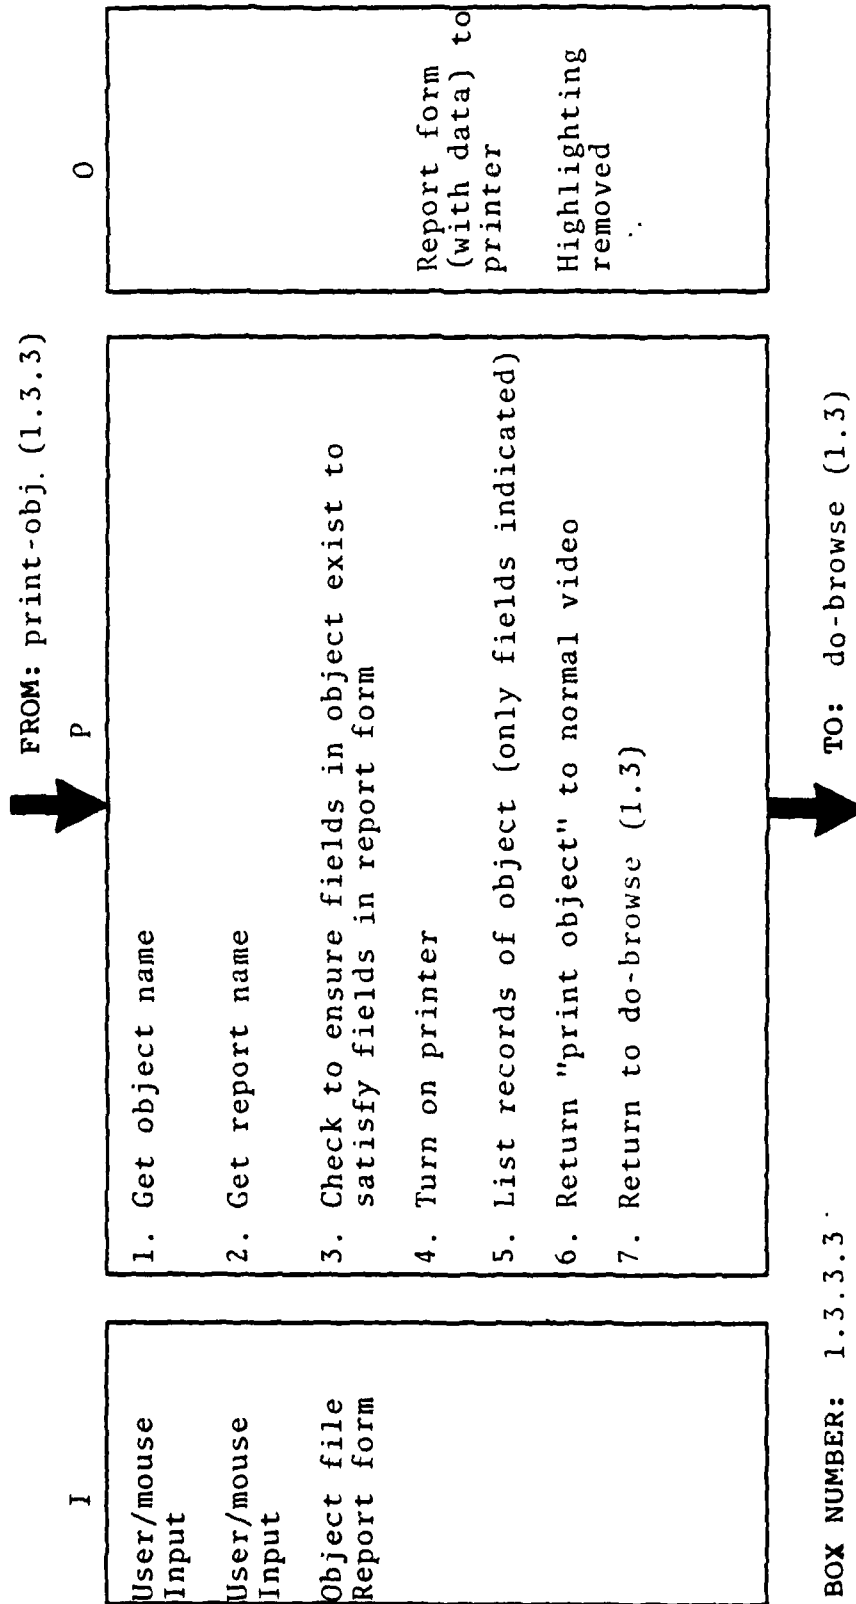 FROM: print-obj. (1.3.3)
I
P
O
User/mouse
Input
User/mouse
Input
Object file
Report form
1. Get object name
2. Get report name
3. Check to ensure fields in object exist to
satisfy fields in report form
4. Turn on printer
5. List records of object (only fields indicated)
6. Return "print object" to normal video
7. Return to do-browse (1.3)
Report form
(with data) to
printer
Highlighting
removed
BOX NUMBER: 1.3.3.3
TO: do-browse (1.3)